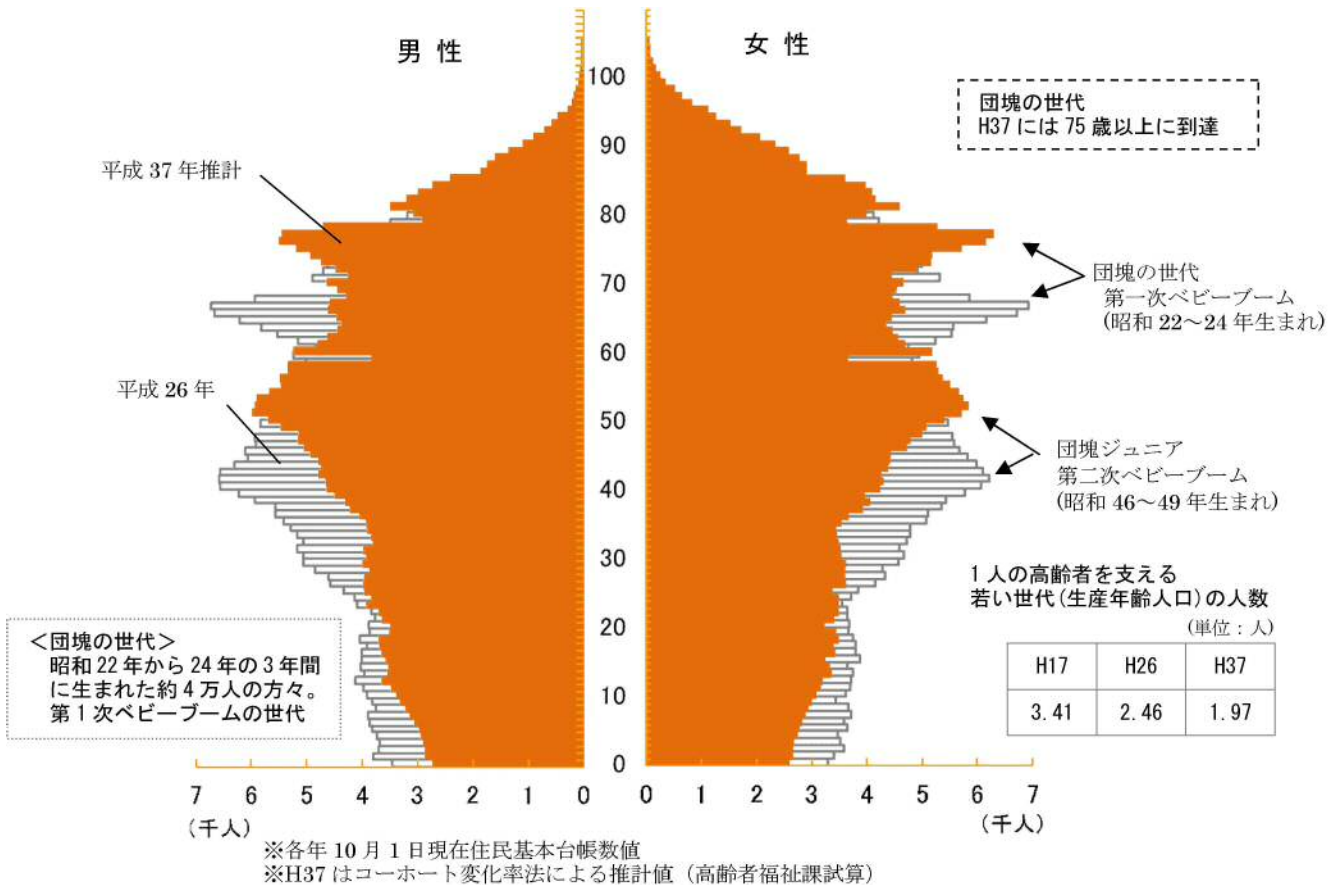 男 性
女 性
団塊の世代
H37 には 75 歳以上に到達
平成 37 年推計
平成 26 年
団塊の世代
第一次ベビーブーム
(昭和 22～24 年生まれ)
団塊ジュニア
第二次ベビーブーム
(昭和 46～49 年生まれ)
100
90
80
70
60
50
40
30
20
10
0
1 人の高齢者を支える
若い世代(生産年齢人口)の人数
(単位：人)
H17 H26 H37
3.41 2.46 1.97
＜団塊の世代＞
昭和 22 年から 24 年の 3 年間
に生まれた約 4 万人の方々。
第 1 次ベビーブームの世代
7 6 5 4 3 2 1 0
0 1 2 3 4 5 6 7
(千人)
(千人)
※各年 10 月 1 日現在住民基本台帳数値
※H37 はコーホート変化率法による推計値（高齢者福祉課試算）